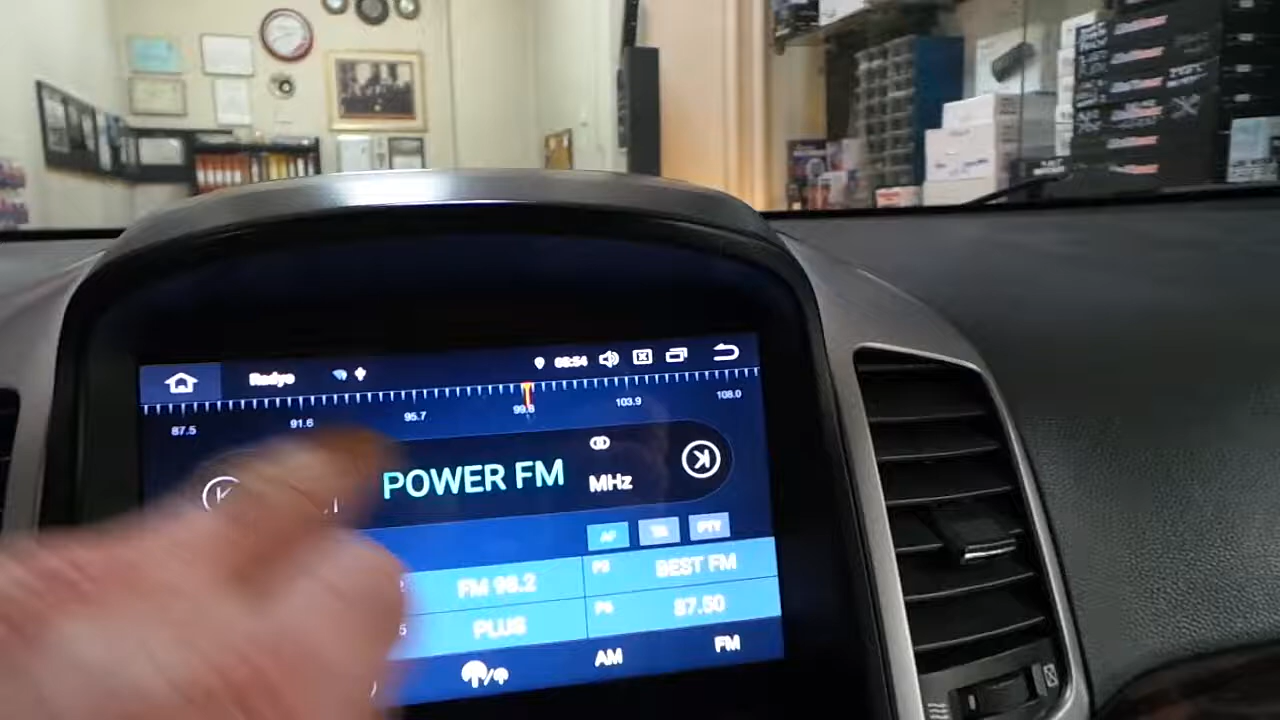 Radyo
08:54
87.5 91.6 95.7 99.8 103.9 108.0
POWER FM
MHz
AF TA PTY
FM 98.2 P3 BEST FM
PLUS P6 87.50
AM FM